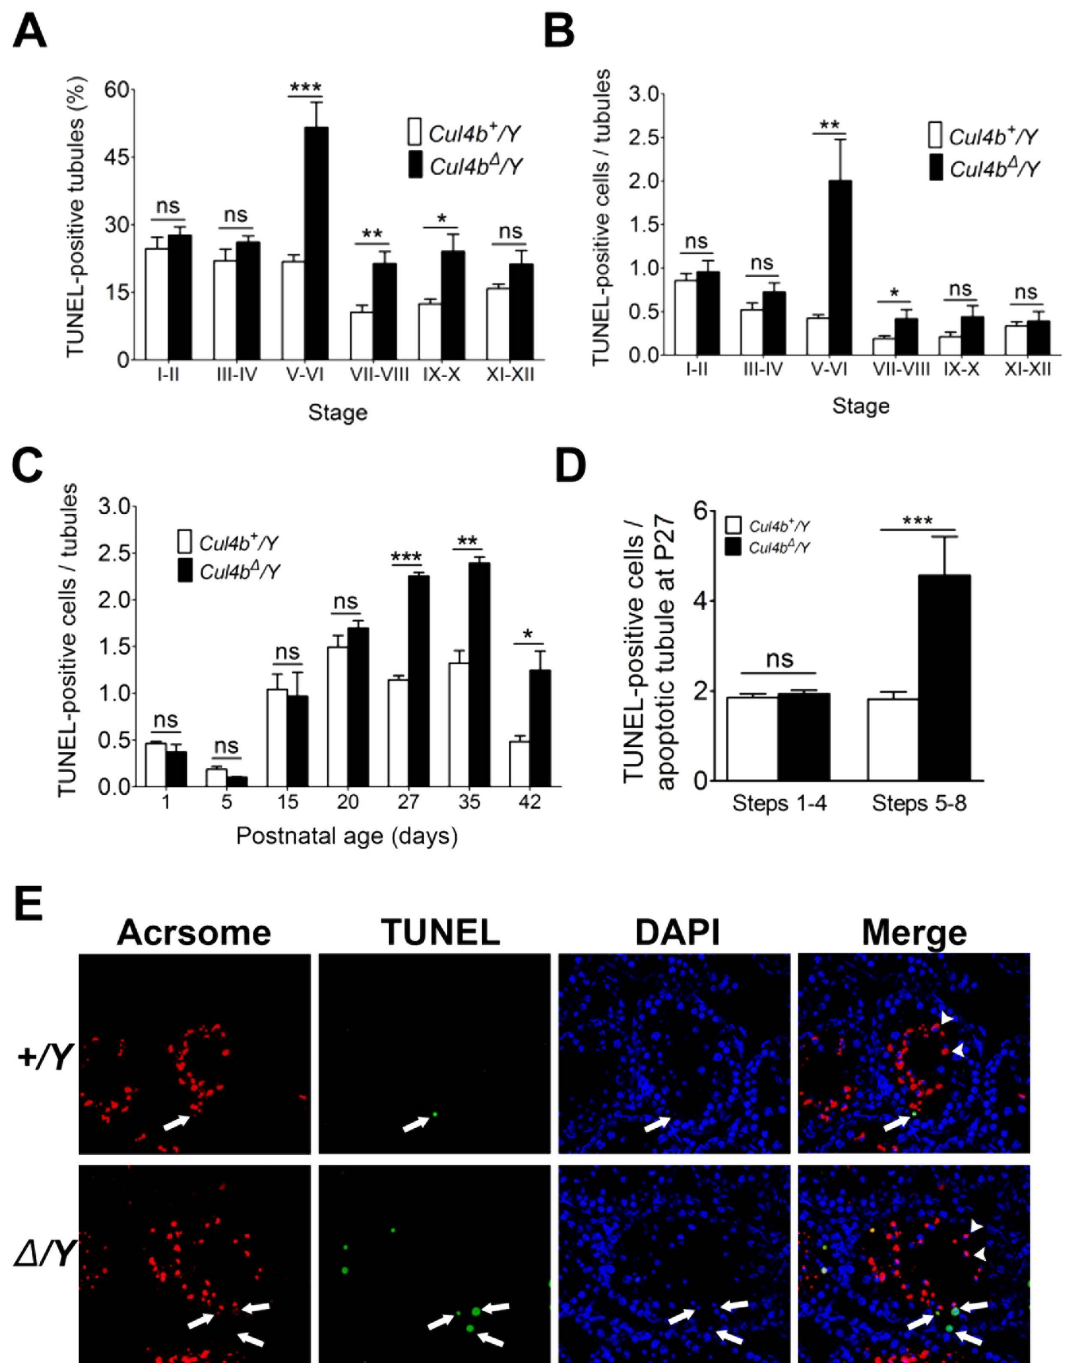 A
TUNEL-positive tubules (%)
60
45
30
15
0
ns
ns
***
**
*
ns
Cul4b⁺/Y
Cul4bᐃ/Y
I-II III-IV V-VI VII-VIII IX-X XI-XII
Stage
B
TUNEL-positive cells / tubules
3.0
2.5
2.0
1.5
1.0
0.5
0.0
ns
ns
**
*
ns
ns
Cul4b⁺/Y
Cul4bᐃ/Y
I-II III-IV V-VI VII-VIII IX-X XI-XII
Stage
C
TUNEL-positive cells / tubules
3.0
2.5
2.0
1.5
1.0
0.5
0.0
Cul4b⁺/Y
Cul4bᐃ/Y
ns
ns
ns
ns
***
**
*
1 5 15 20 27 35 42
Postnatal age (days)
D
TUNEL-positive cells /
apoptotic tubule at P27
6
4
2
0
Cul4b⁺/Y
Cul4bᐃ/Y
ns
***
Steps 1-4 Steps 5-8
E
Acrsome TUNEL DAPI Merge
+/Y
Δ/Y